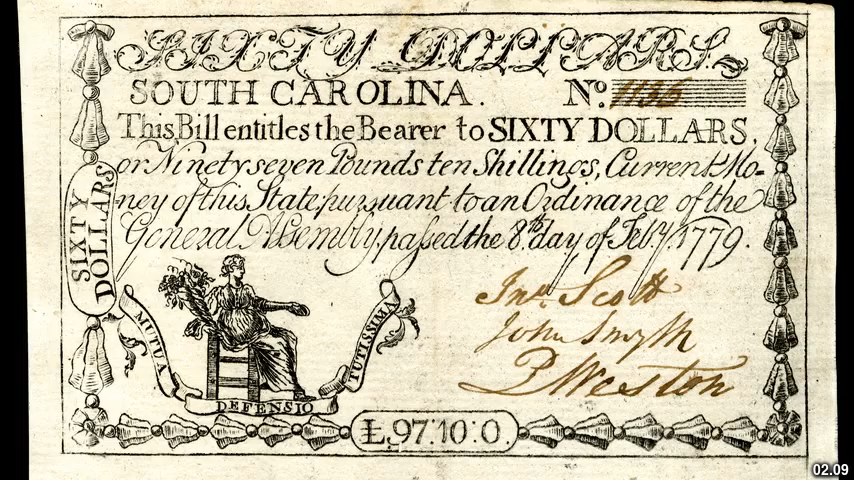 SIXTY DOLLARS.
SOUTH CAROLINA. No. 1136
This Bill entitles the Bearer to SIXTY DOLLARS,
or Ninety seven Pounds ten Shillings, Current Mo-
ney of this State, pursuant to an Ordinance of the
General Assembly, passed the 8th day of Feby. 1779.
SIXTY
DOLLARS
MUTUA
DEFENSIO
TUTISSIMA
Jnº Scott
John Smyth
P Weston
Ł.97:10:0.
02.09